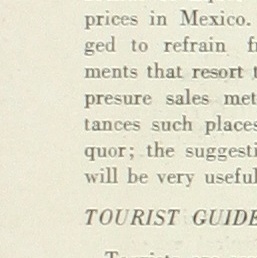 prices in Mexico.
ged to refrain
ments that resort
presure sales met
tances such places
quor; the suggesti
will be very useful
TOURIST GUIDE